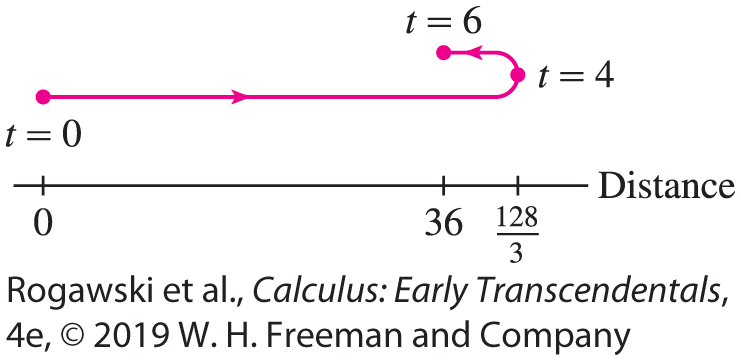 t = 6
t = 4
t = 0
Distance
0
36
128
3
Rogawski et al., Calculus: Early Transcendentals,
4e, © 2019 W. H. Freeman and Company